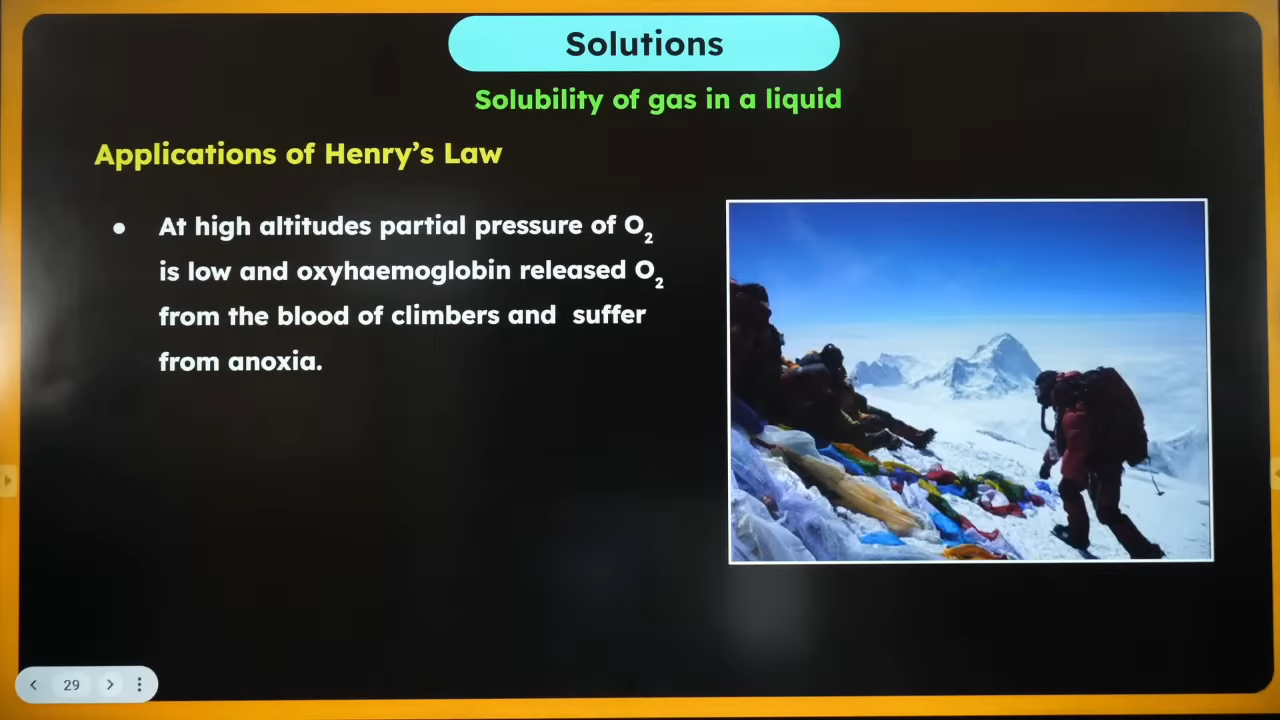 Solutions
Solubility of gas in a liquid
Applications of Henry's Law
• At high altitudes partial pressure of O₂
is low and oxyhaemoglobin released O₂
from the blood of climbers and suffer
from anoxia.
29